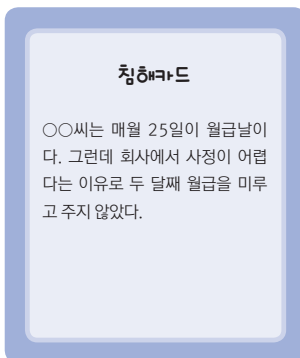 침해카드
○○씨는 매월 25일이 월급날이
다. 그런데 회사에서 사정이 어렵
다는 이유로 두 달째 월급을 미루
고 주지 않았다.